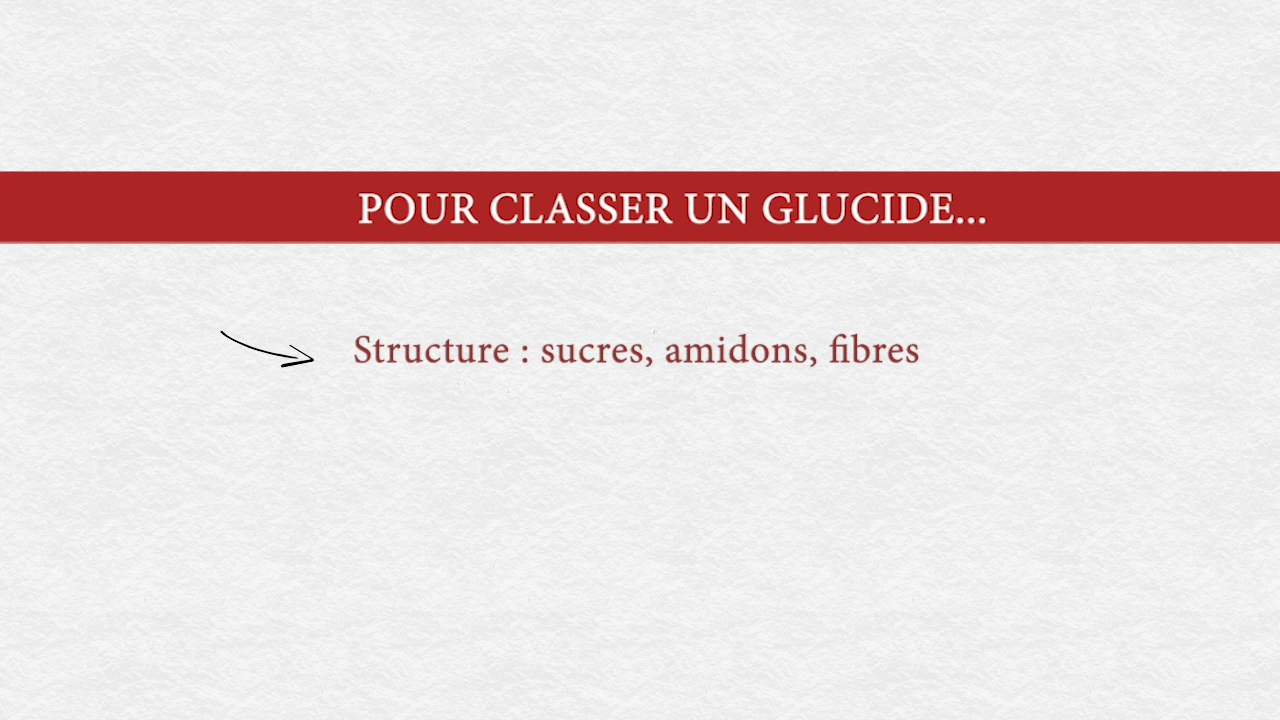 POUR CLASSER UN GLUCIDE...
Structure : sucres, amidons, fibres